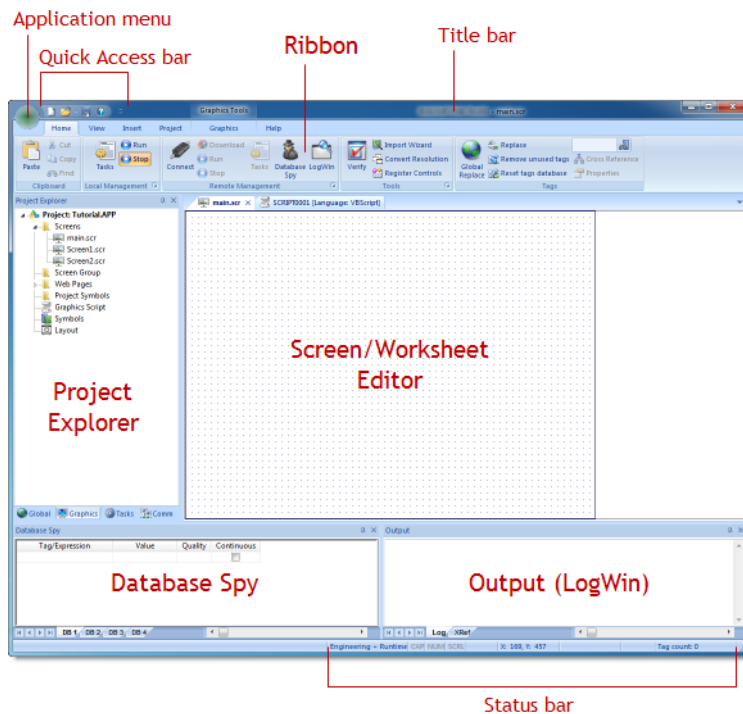 Application menu
Quick Access bar
Ribbon
Title bar
Graphics Tools
- main.scr
Home View Insert Project Graphics Help
Paste Cut Copy Find
Clipboard
Tasks Run Stop
Local Management
Connect Download Run Stop Tasks Database Spy LogWin
Remote Management
Verify Import Wizard Convert Resolution Register Controls
Tools
Global Replace Replace Remove unused tags Reset tags database Cross Reference Properties
Tags
Project Explorer
main.scr SCRIPT0001 (Language: VBScript)
Project: Tutorial.APP
Screens
main.scr
Screen1.scr
Screen2.scr
Screen Group
Web Pages
Project Symbols
Graphics Script
Symbols
Layout
Project
Explorer
Screen/Worksheet
Editor
Global Graphics Tasks Comm
Database Spy
Tag/Expression Value Quality Continuous
Database Spy
DB 1 DB 2 DB 3 DB 4
Output
Output (LogWin)
Log XRef
Engineering + Runtime CAP NUM SCRL X: 169, Y: 457 Tag count: 0
Status bar